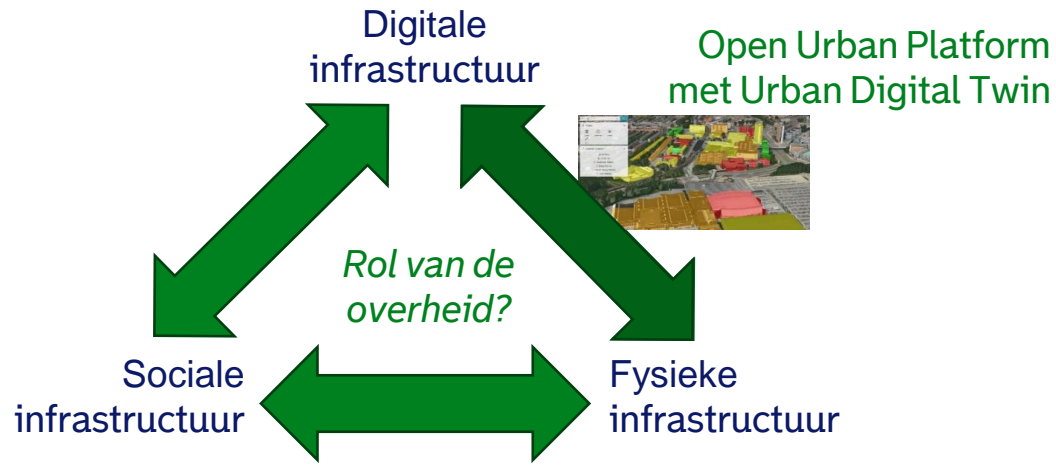 Digitale
infrastructuur
Open Urban Platform
met Urban Digital Twin
Rol van de
overheid?
Sociale
infrastructuur
Fysieke
infrastructuur